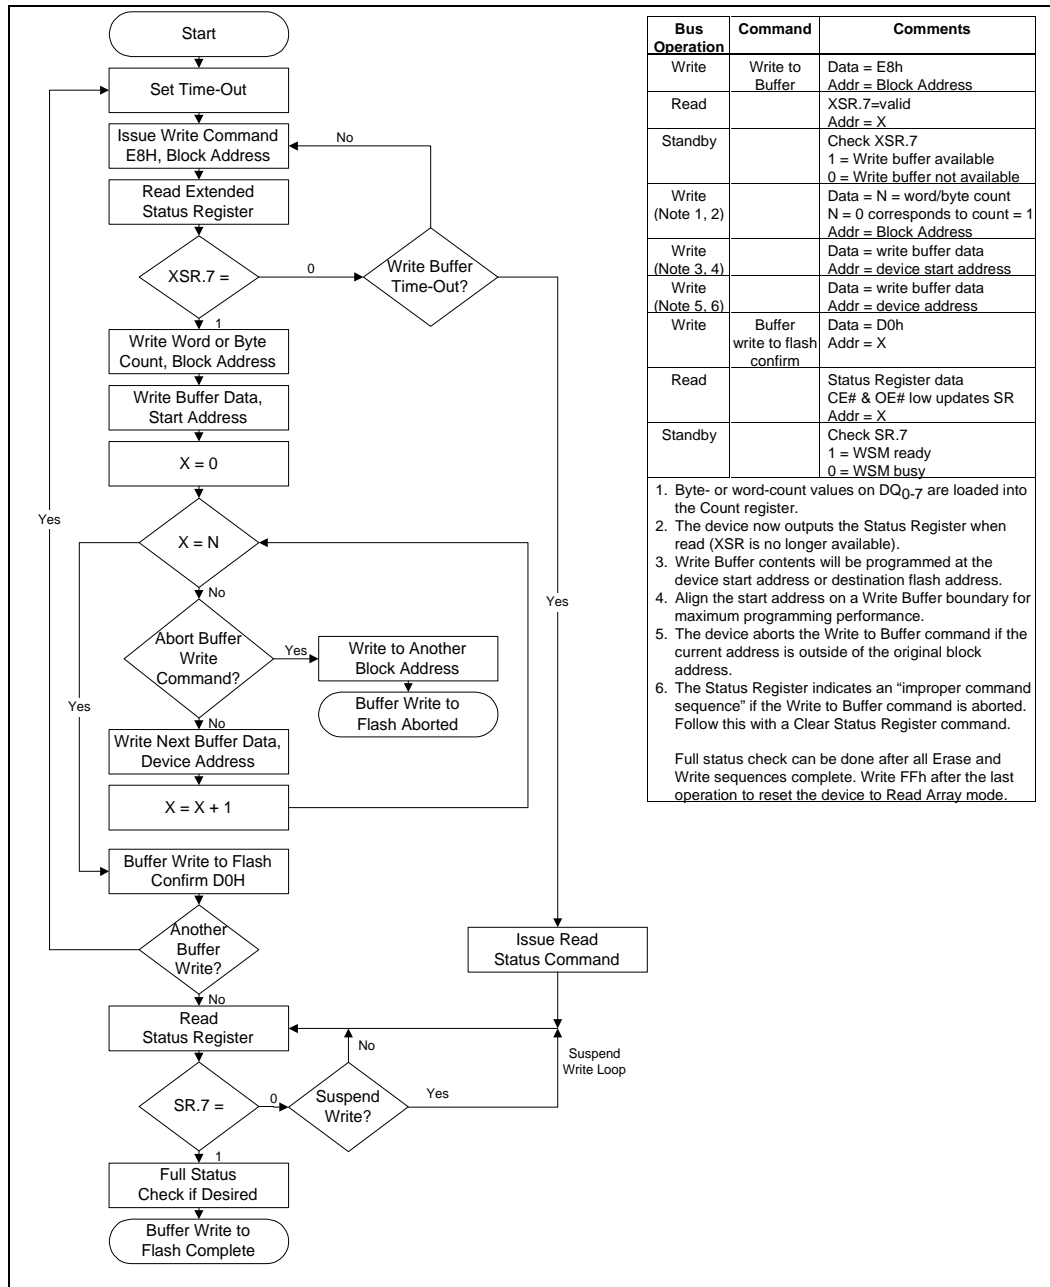 Start
Set Time-Out
Issue Write Command
E8H, Block Address
No
Read Extended
Status Register
XSR.7 =
0
Write Buffer
Time-Out?
1
Write Word or Byte
Count, Block Address
Write Buffer Data,
Start Address
X = 0
Yes
X = N
No
Yes
Abort Buffer
Write
Command?
Yes
Write to Another
Block Address
Buffer Write to
Flash Aborted
Yes
No
Write Next Buffer Data,
Device Address
X = X + 1
Buffer Write to Flash
Confirm D0H
Another
Buffer
Write?
Issue Read
Status Command
No
Read
Status Register
No
Suspend
Write Loop
SR.7 =
0
Suspend
Write?
Yes
1
Full Status
Check if Desired
Buffer Write to
Flash Complete
Bus
Operation
Command
Comments
Write
Write to
Buffer
Data = E8h
Addr = Block Address
Read
XSR.7=valid
Addr = X
Standby
Check XSR.7
1 = Write buffer available
0 = Write buffer not available
Write
(Note 1, 2)
Data = N = word/byte count
N = 0 corresponds to count = 1
Addr = Block Address
Write
(Note 3, 4)
Data = write buffer data
Addr = device start address
Write
(Note 5, 6)
Data = write buffer data
Addr = device address
Write
Buffer
write to flash
confirm
Data = D0h
Addr = X
Read
Status Register data
CE# & OE# low updates SR
Addr = X
Standby
Check SR.7
1 = WSM ready
0 = WSM busy
1. Byte- or word-count values on DQ0-7 are loaded into
the Count register.
2. The device now outputs the Status Register when
read (XSR is no longer available).
3. Write Buffer contents will be programmed at the
device start address or destination flash address.
4. Align the start address on a Write Buffer boundary for
maximum programming performance.
5. The device aborts the Write to Buffer command if the
current address is outside of the original block
address.
6. The Status Register indicates an “improper command
sequence” if the Write to Buffer command is aborted.
Follow this with a Clear Status Register command.
Full status check can be done after all Erase and
Write sequences complete. Write FFh after the last
operation to reset the device to Read Array mode.